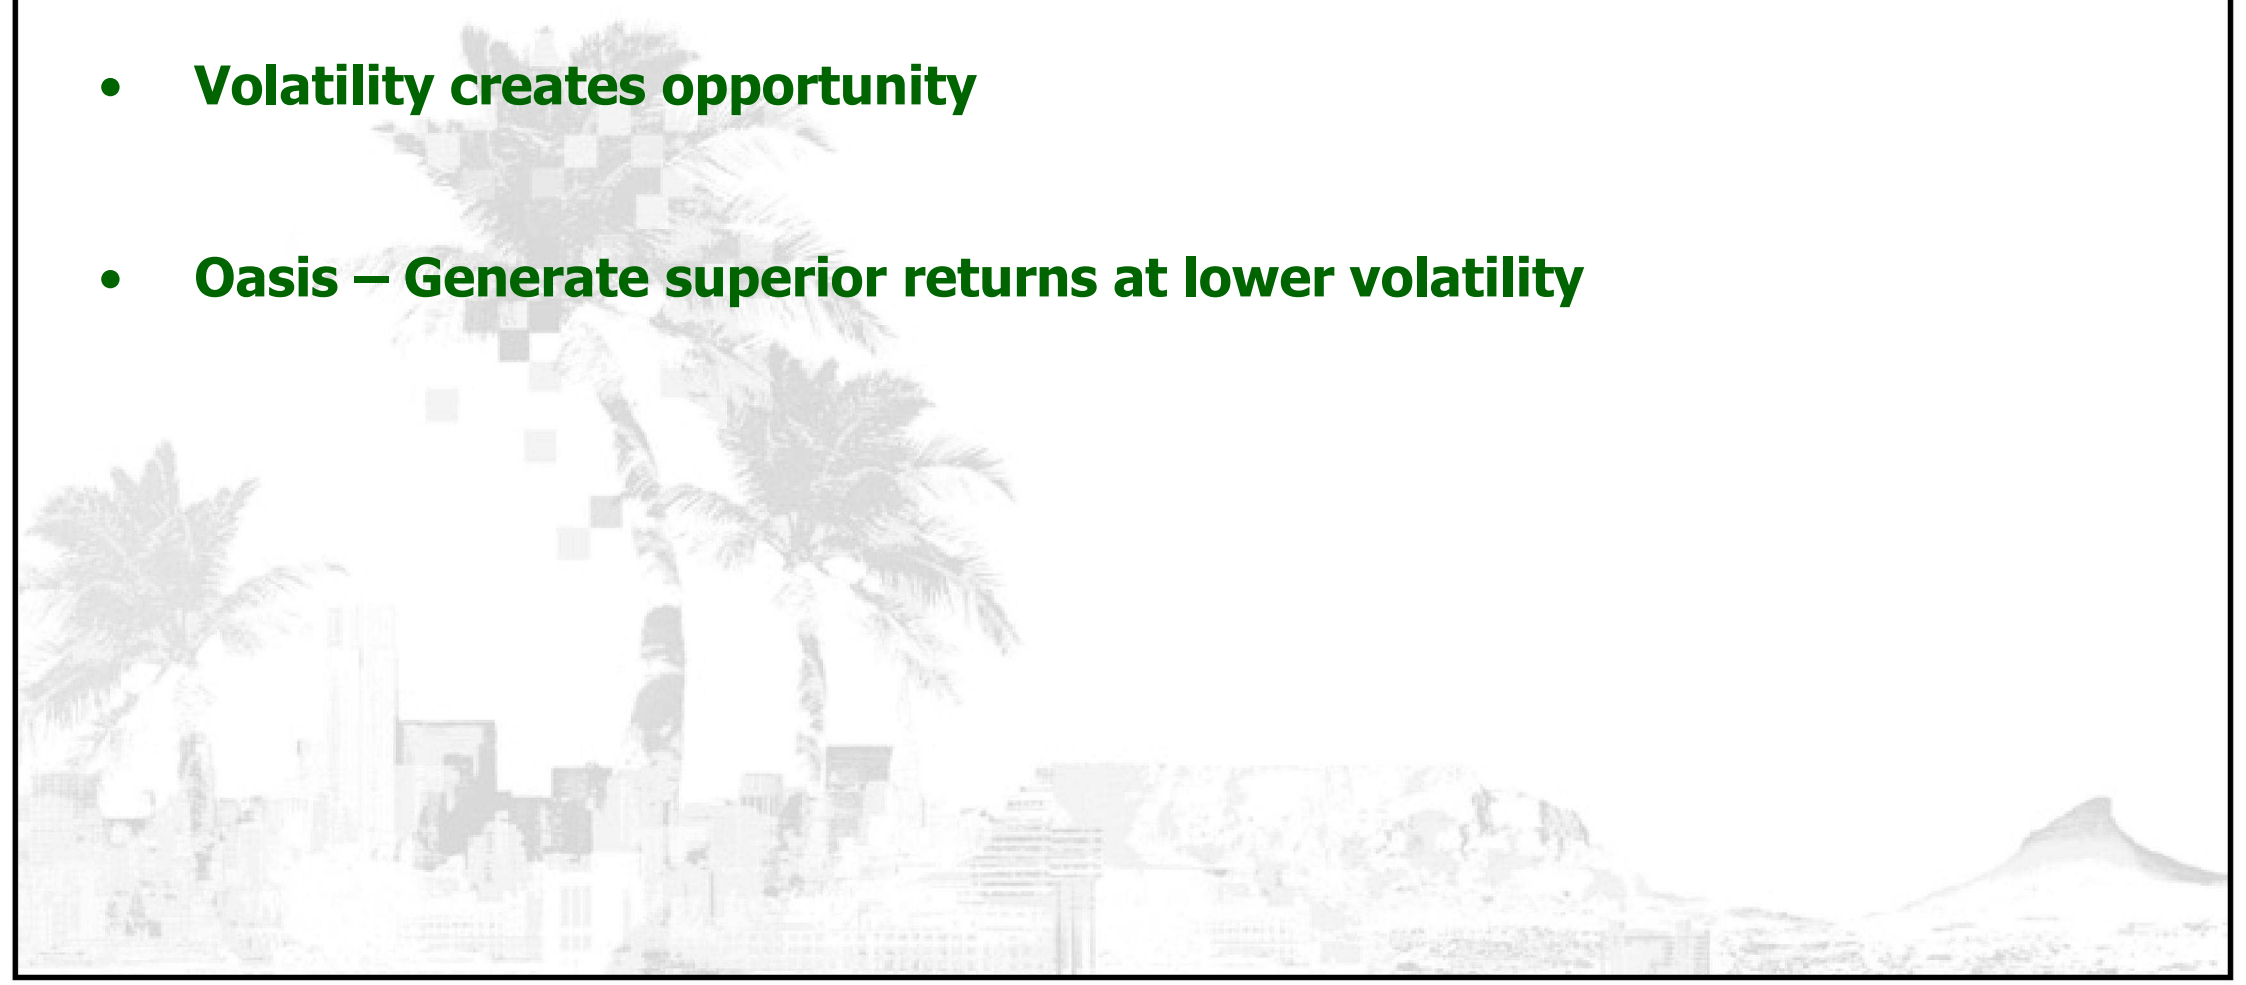 • Volatility creates opportunity
• Oasis – Generate superior returns at lower volatility